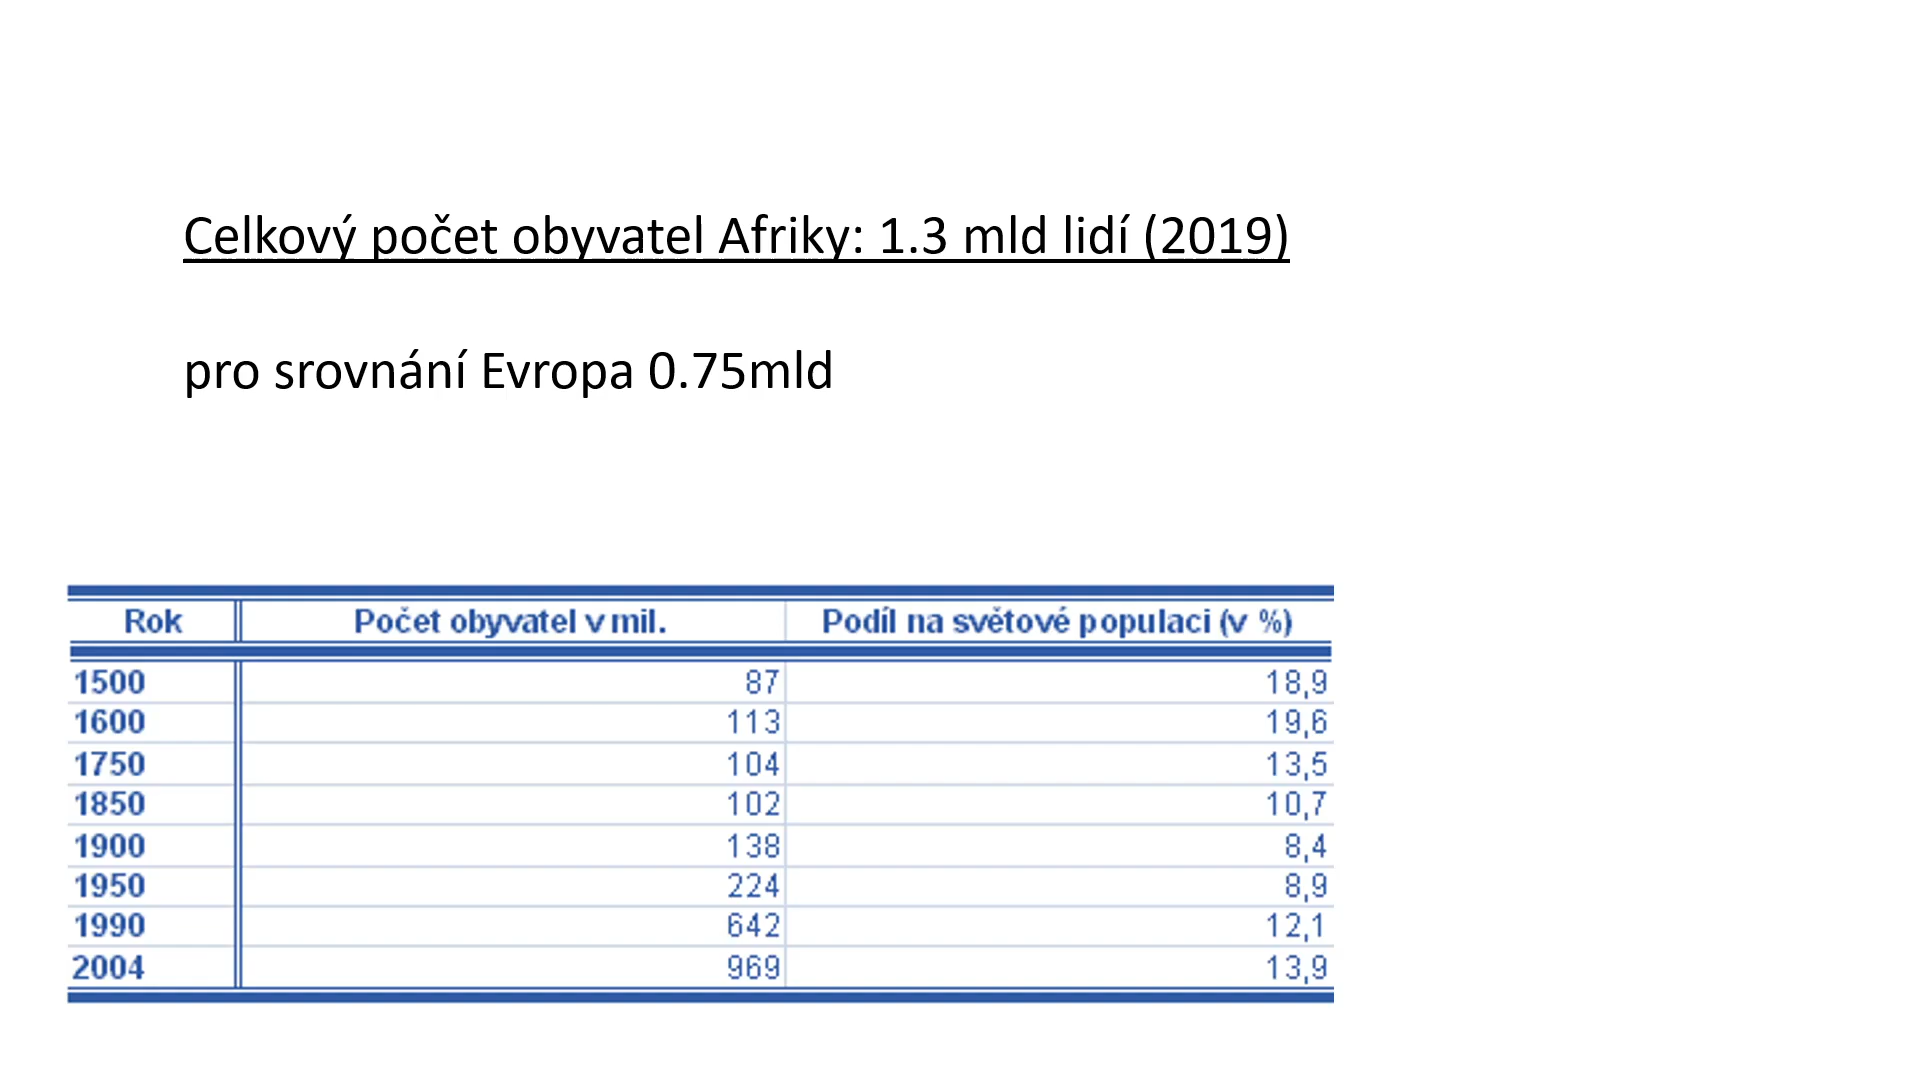 Celkový počet obyvatel Afriky: 1.3 mld lidí (2019)
pro srovnání Evropa 0.75mld
Rok Počet obyvatel v mil. Podíl na světové populaci (v %)
1500 87 18,9
1600 113 19,6
1750 104 13,5
1850 102 10,7
1900 138 8,4
1950 224 8,9
1990 642 12,1
2004 969 13,9